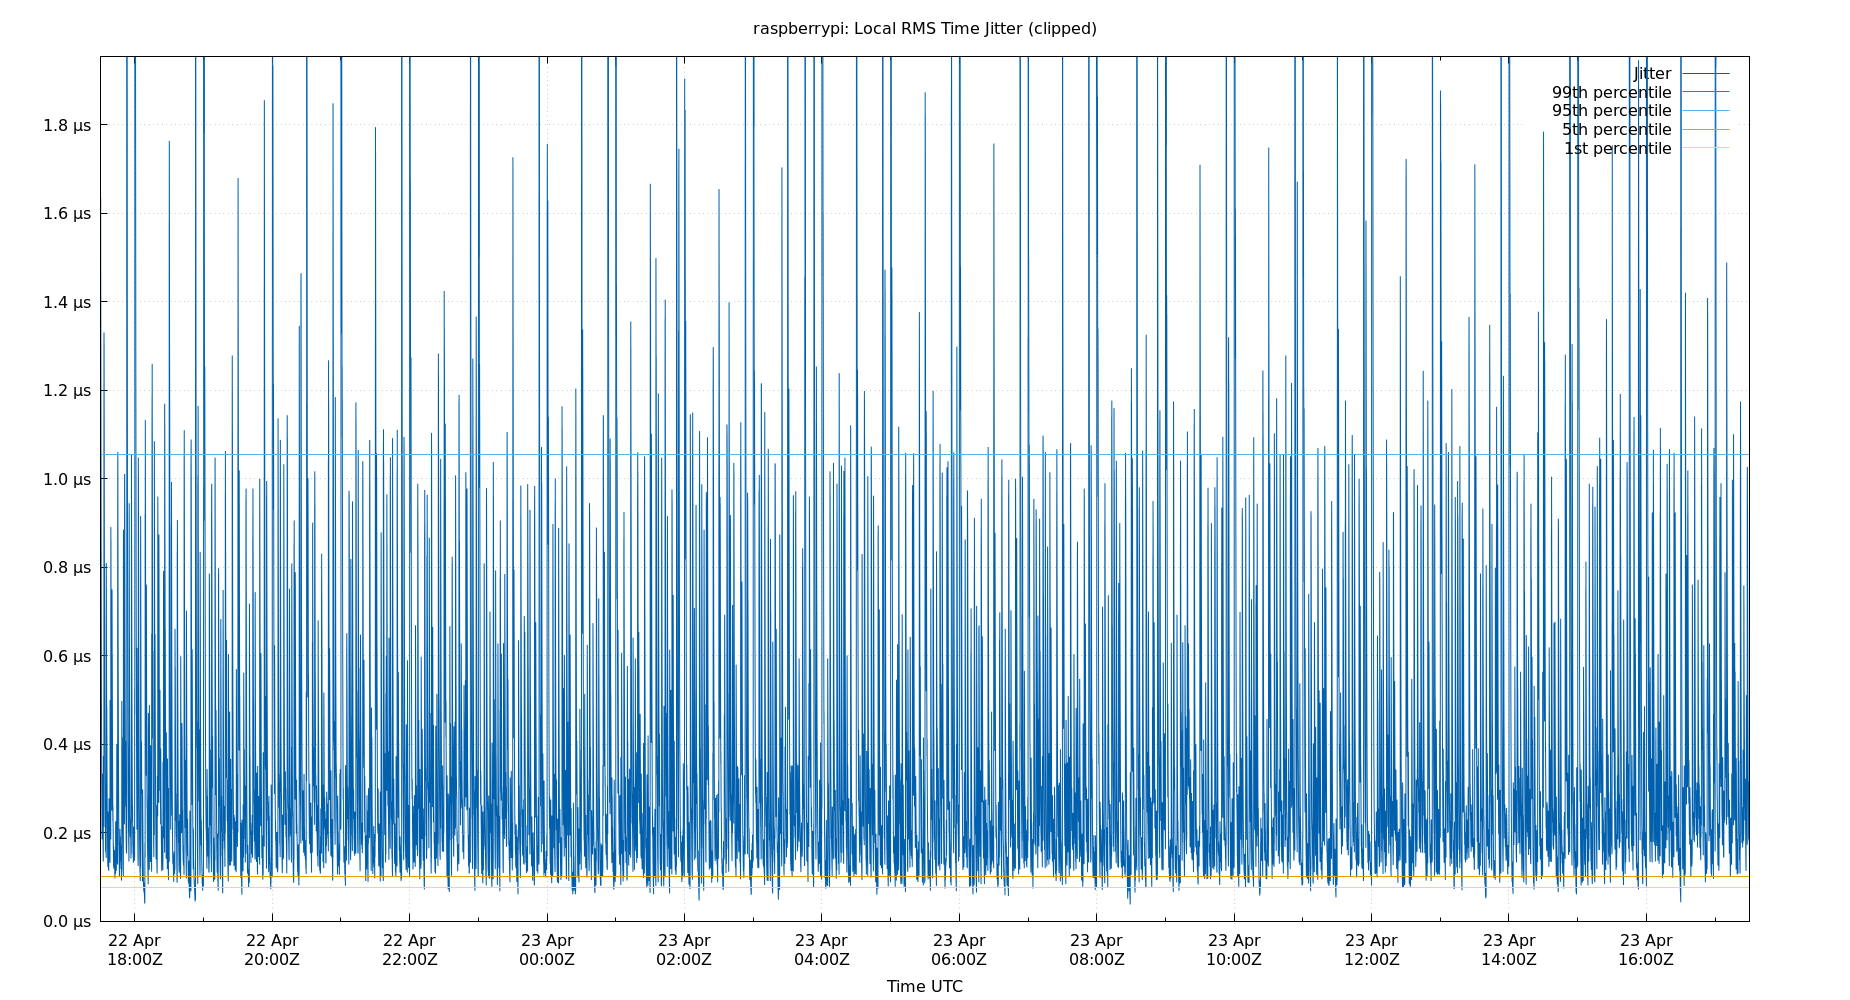 raspberrypi: Local RMS Time Jitter (clipped)
Jitter
99th percentile
95th percentile
5th percentile
1st percentile
1.8 µs
1.6 µs
1.4 µs
1.2 µs
1.0 µs
0.8 µs
0.6 µs
0.4 µs
0.2 µs
0.0 µs
22 Apr 22 Apr 22 Apr 23 Apr 23 Apr 23 Apr 23 Apr 23 Apr 23 Apr 23 Apr 23 Apr 23 Apr
18:00Z 20:00Z 22:00Z 00:00Z 02:00Z 04:00Z 06:00Z 08:00Z 10:00Z 12:00Z 14:00Z 16:00Z
Time UTC